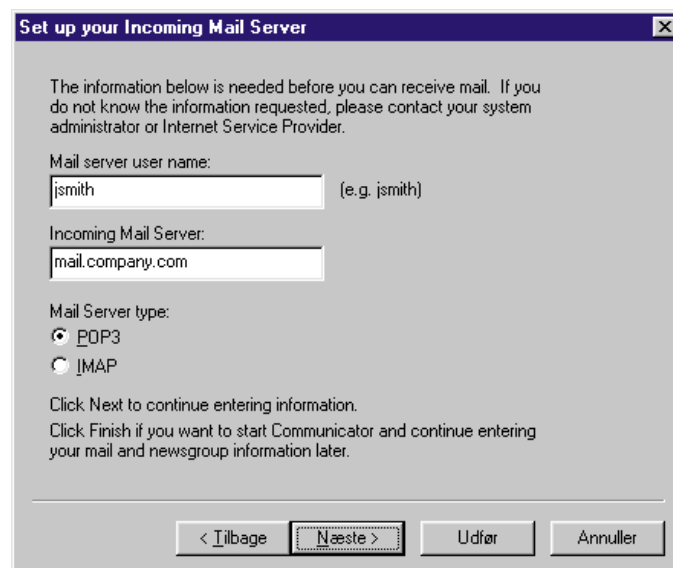 Set up your Incoming Mail Server
The information below is needed before you can receive mail. If you
do not know the information requested, please contact your system
administrator or Internet Service Provider.
Mail server user name:
jsmith (e.g. jsmith)
Incoming Mail Server:
mail.company.com
Mail Server type:
POP3
IMAP
Click Next to continue entering information.
Click Finish if you want to start Communicator and continue entering
your mail and newsgroup information later.
< Tilbage Næste > Udfør Annuller